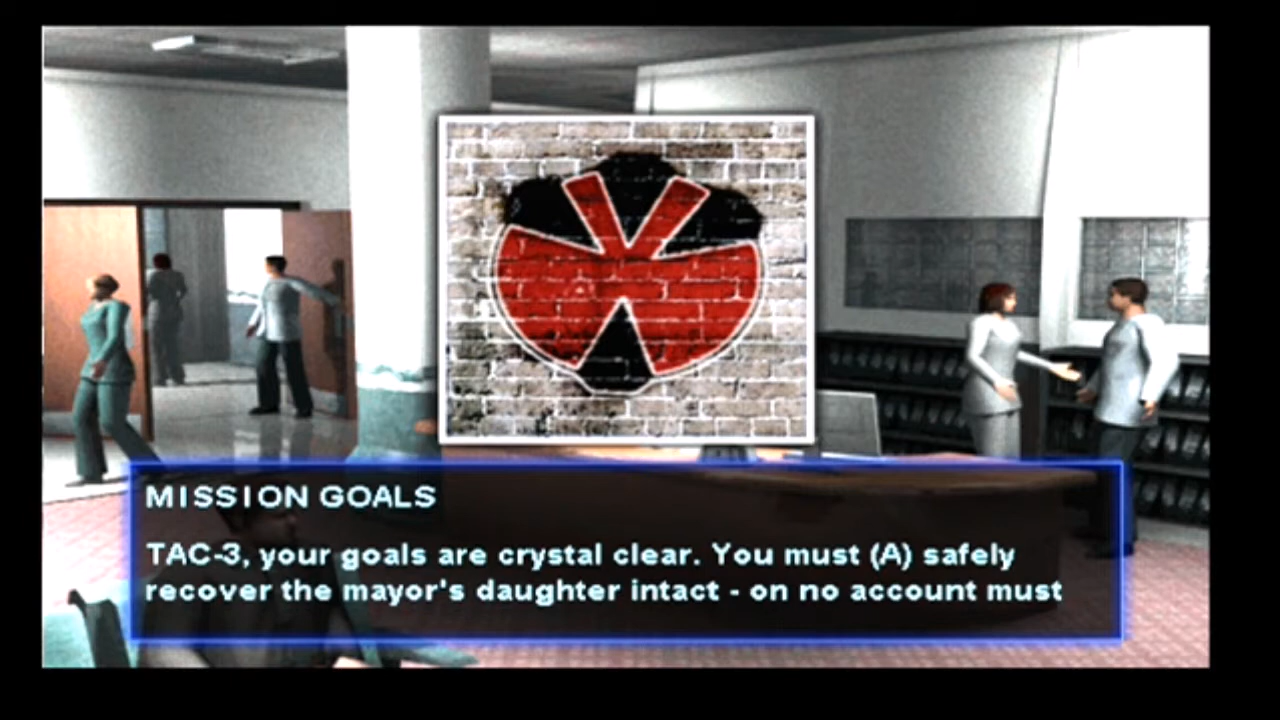 MISSION GOALS
TAC-3, your goals are crystal clear. You must (A) safely
recover the mayor's daughter intact - on no account must